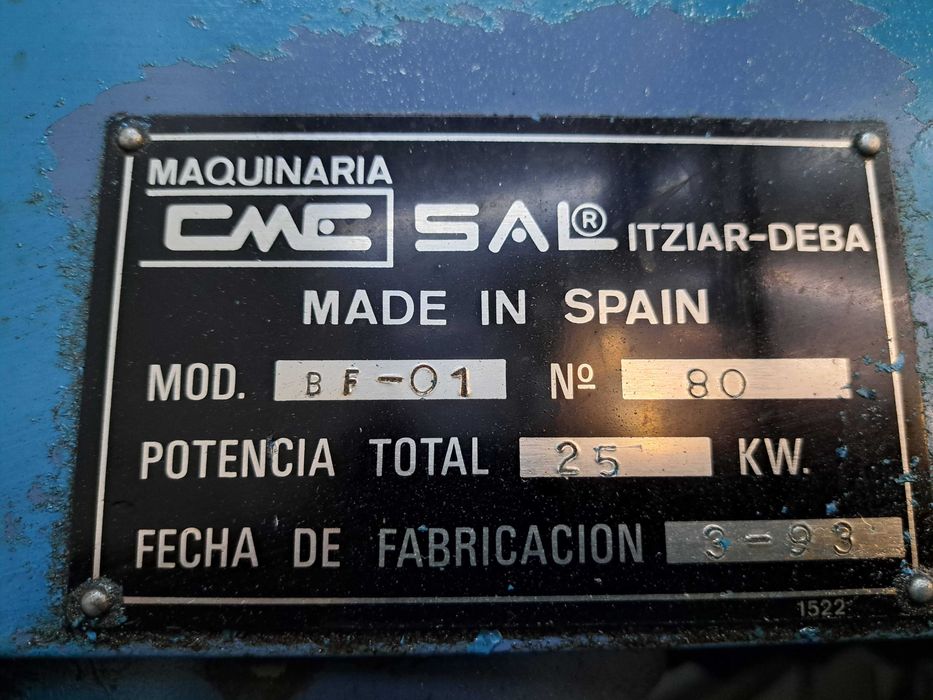 MAQUINARIA
CME SAL® ITZIAR-DEBA
MADE IN SPAIN
MOD. BF-01 Nº 80
POTENCIA TOTAL 25 KW.
FECHA DE FABRICACION 3-93
1522